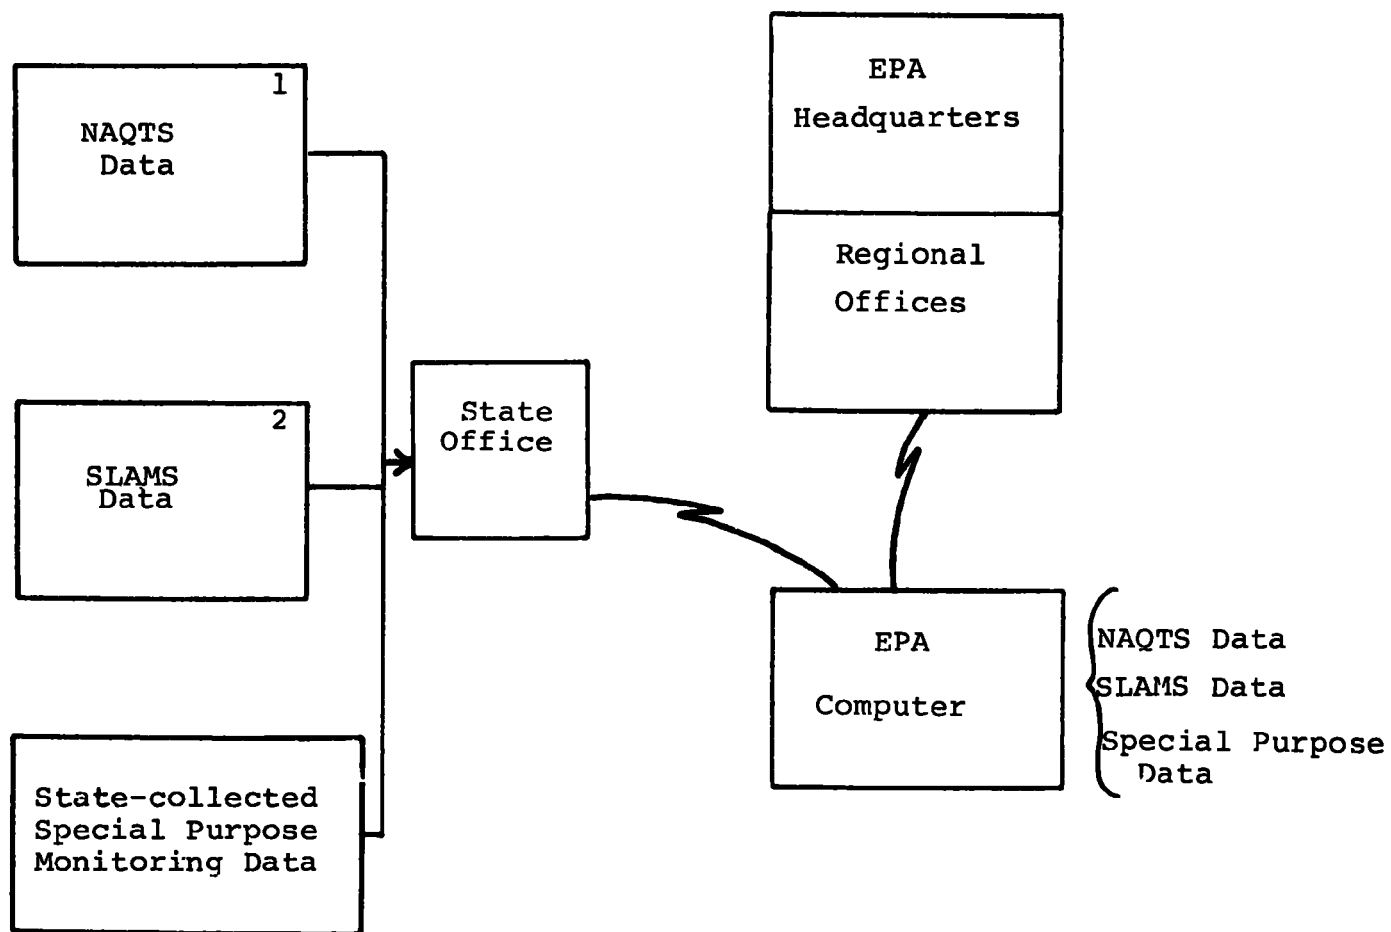 1
NAQTS
Data
2
SLAMS
Data
State-collected
Special Purpose
Monitoring Data
State
Office
EPA
Headquarters
Regional
Offices
EPA
Computer
NAQTS Data
SLAMS Data
Special Purpose
Data